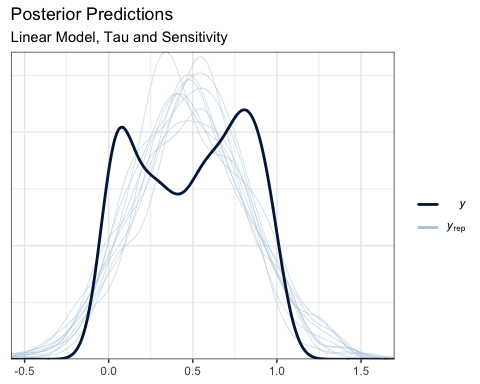 Posterior Predictions
Linear Model, Tau and Sensitivity
y
yrep
-0.5 0.0 0.5 1.0 1.5